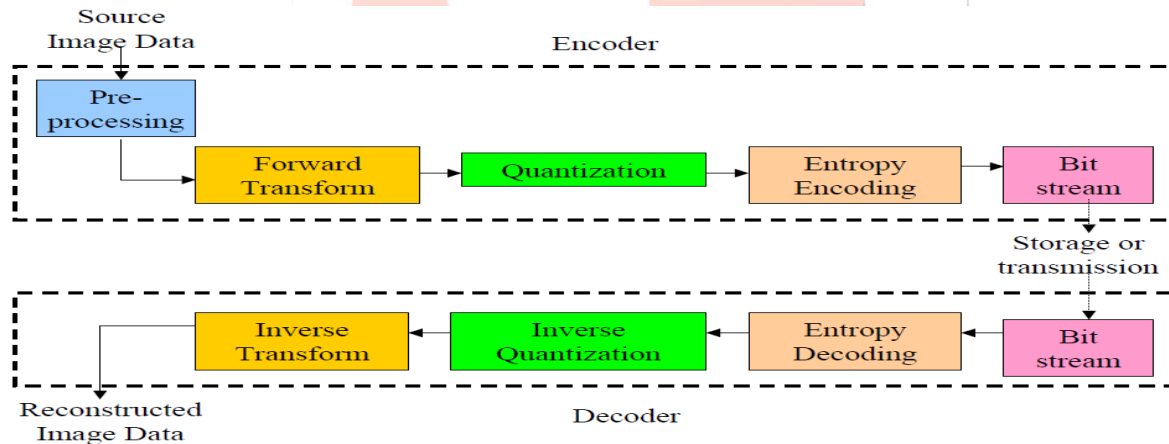 Source
Image Data
Encoder
Pre-
processing
Forward
Transform
Quantization
Entropy
Encoding
Bit
stream
Storage or
transmission
Bit
stream
Entropy
Decoding
Inverse
Quantization
Inverse
Transform
Reconstructed
Image Data
Decoder